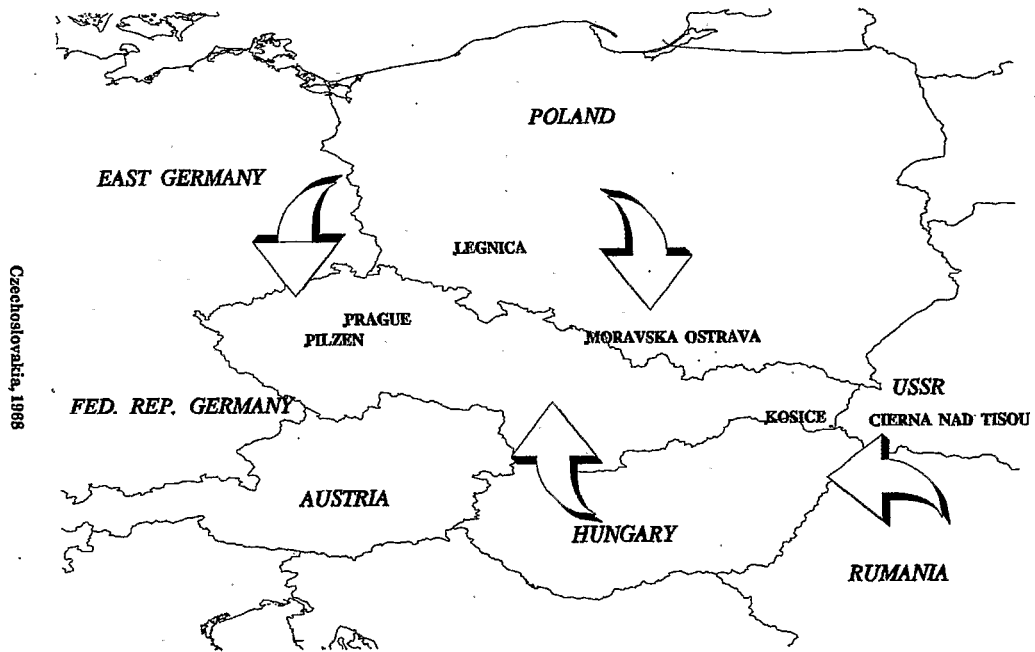 POLAND
EAST GERMANY
LEGNICA
PRAGUE
PILZEN
MORAVSKA OSTRAVA
USSR
FED. REP. GERMANY
KOSICE
CIERNA NAD TISOU
AUSTRIA
HUNGARY
RUMANIA
Czechoslovakia, 1968